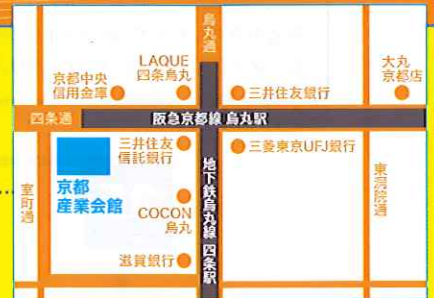 烏丸通
LAQUE
四条烏丸
京都中央
信用金庫
三井住友銀行
大丸
京都店
四条通
阪急京都線 烏丸駅
三井住友
信託銀行
三菱東京UFJ銀行
京都
産業会館
室町通
地下鉄烏丸線 四条駅
東洞院通
COCON
烏丸
滋賀銀行